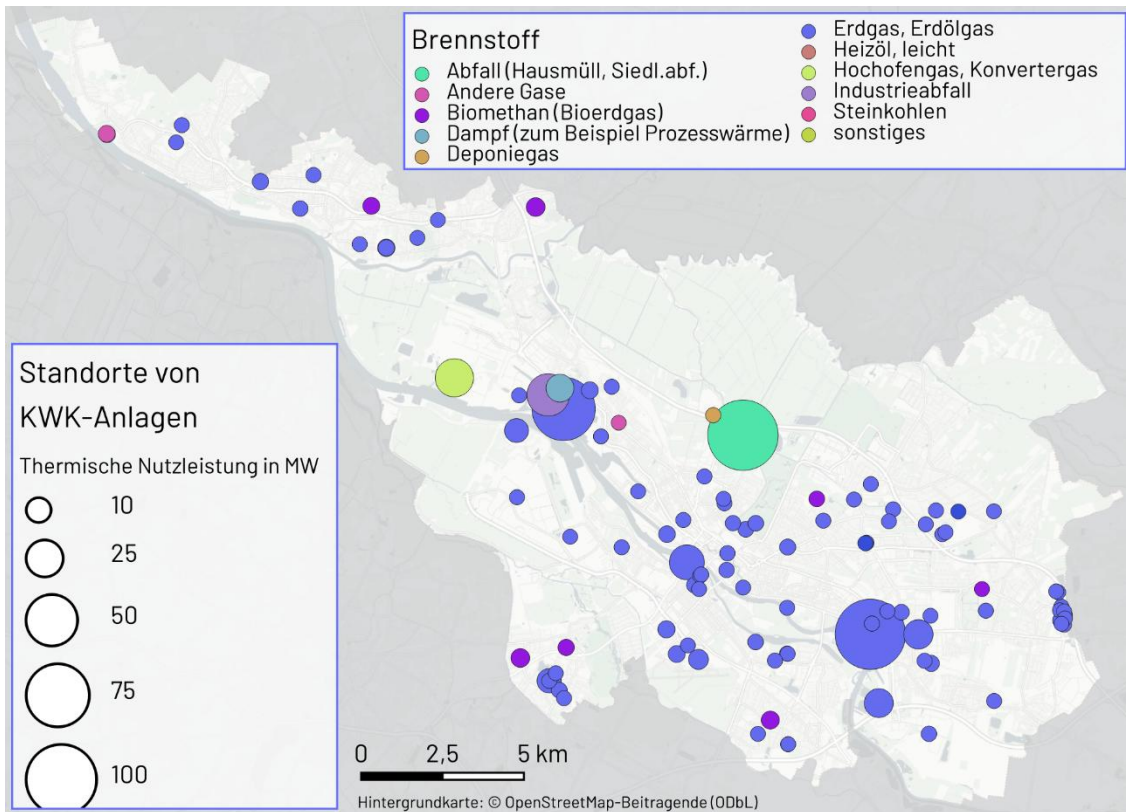 Brennstoff
Abfall (Hausmüll, Siedl.abf.)
Andere Gase
Biomethan (Bioerdgas)
Dampf (zum Beispiel Prozesswärme)
Deponiegas
Erdgas, Erdölgas
Heizöl, leicht
Hochofengas, Konvertergas
Industrieabfall
Steinkohlen
sonstiges
Standorte von
KWK-Anlagen
Thermische Nutzleistung in MW
10
25
50
75
100
0 2,5 5 km
Hintergrundkarte: © OpenStreetMap-Beitragende (ODbL)